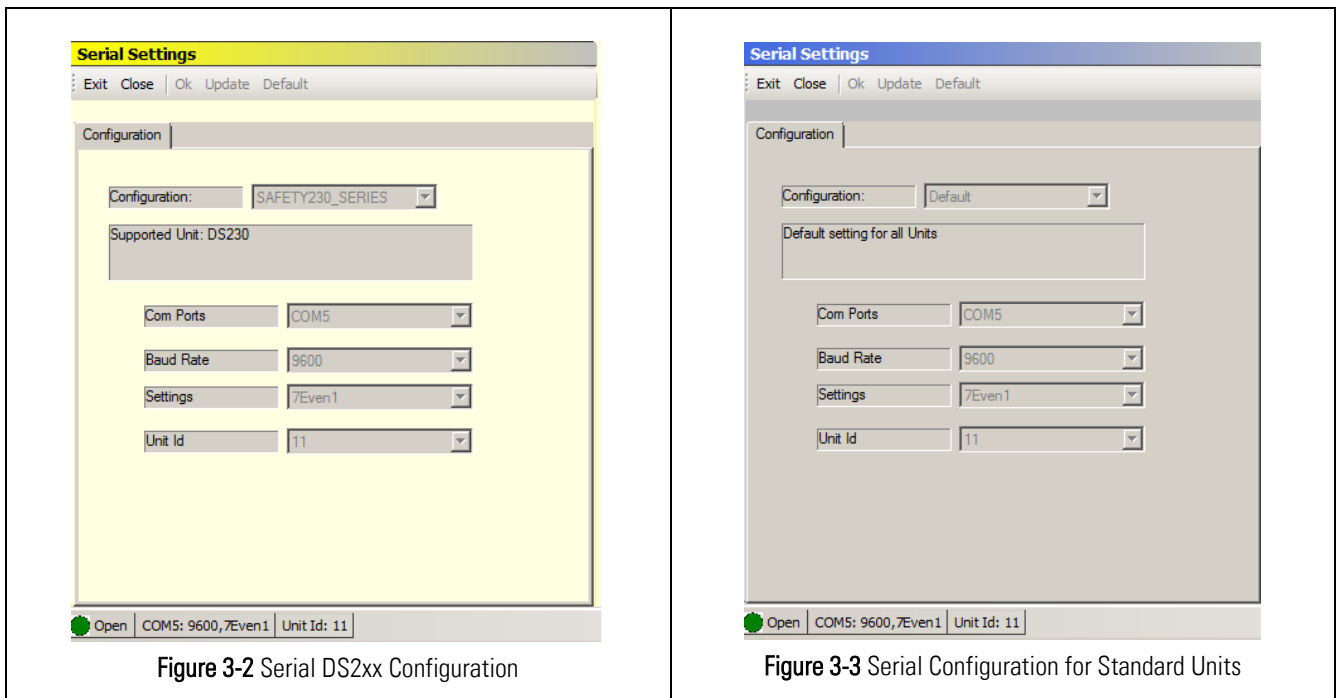 Serial Settings
Exit Close Ok Update Default
Configuration
Configuration: SAFETY230_SERIES
Supported Unit: DS230
Com Ports COM5
Baud Rate 9600
Settings 7Even1
Unit Id 11
Open COM5: 9600,7Even1 Unit Id: 11
Figure 3-2 Serial DS2xx Configuration
Serial Settings
Exit Close Ok Update Default
Configuration
Configuration: Default
Default setting for all Units
Com Ports COM5
Baud Rate 9600
Settings 7Even1
Unit Id 11
Open COM5: 9600,7Even1 Unit Id: 11
Figure 3-3 Serial Configuration for Standard Units